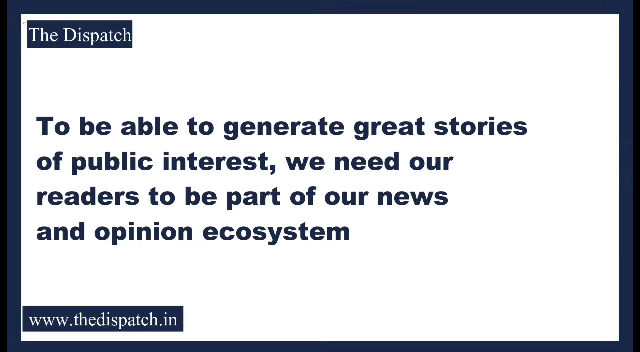 The Dispatch
To be able to generate great stories
of public interest, we need our
readers to be part of our news
and opinion ecosystem
www.thedispatch.in